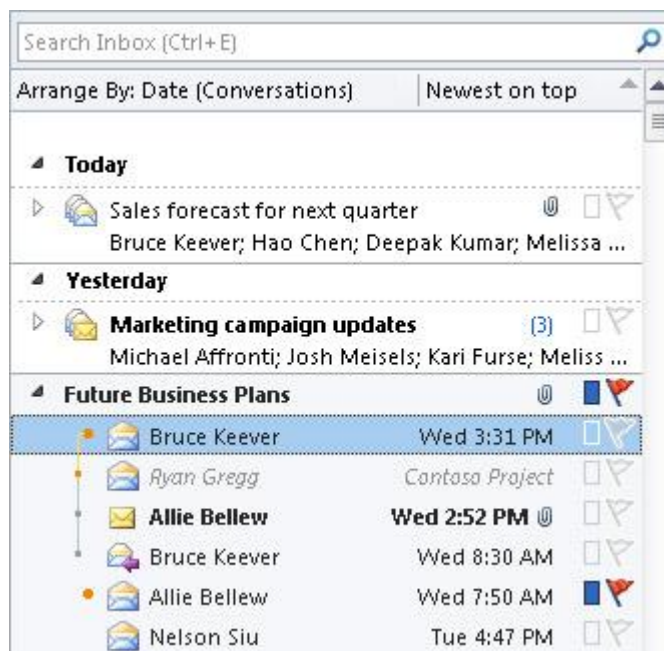 Search Inbox (Ctrl+E)
Arrange By: Date (Conversations) Newest on top
Today
Sales forecast for next quarter
Bruce Keever; Hao Chen; Deepak Kumar; Melissa ...
Yesterday
Marketing campaign updates (3)
Michael Affronti; Josh Meisels; Kari Furse; Meliss ...
Future Business Plans
Bruce Keever Wed 3:31 PM
Ryan Gregg Contoso Project
Allie Bellew Wed 2:52 PM
Bruce Keever Wed 8:30 AM
Allie Bellew Wed 7:50 AM
Nelson Siu Tue 4:47 PM